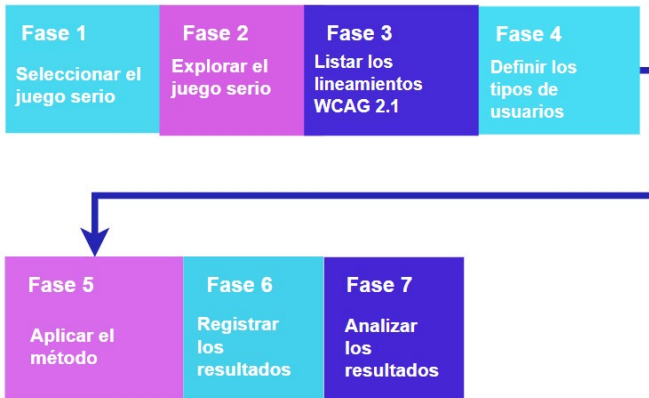 Fase 1
Seleccionar el
juego serio
Fase 2
Explorar el
juego serio
Fase 3
Listar los
lineamientos
WCAG 2.1
Fase 4
Definir los
tipos de
usuarios
Fase 5
Aplicar el
método
Fase 6
Registrar
los
resultados
Fase 7
Analizar
los
resultados